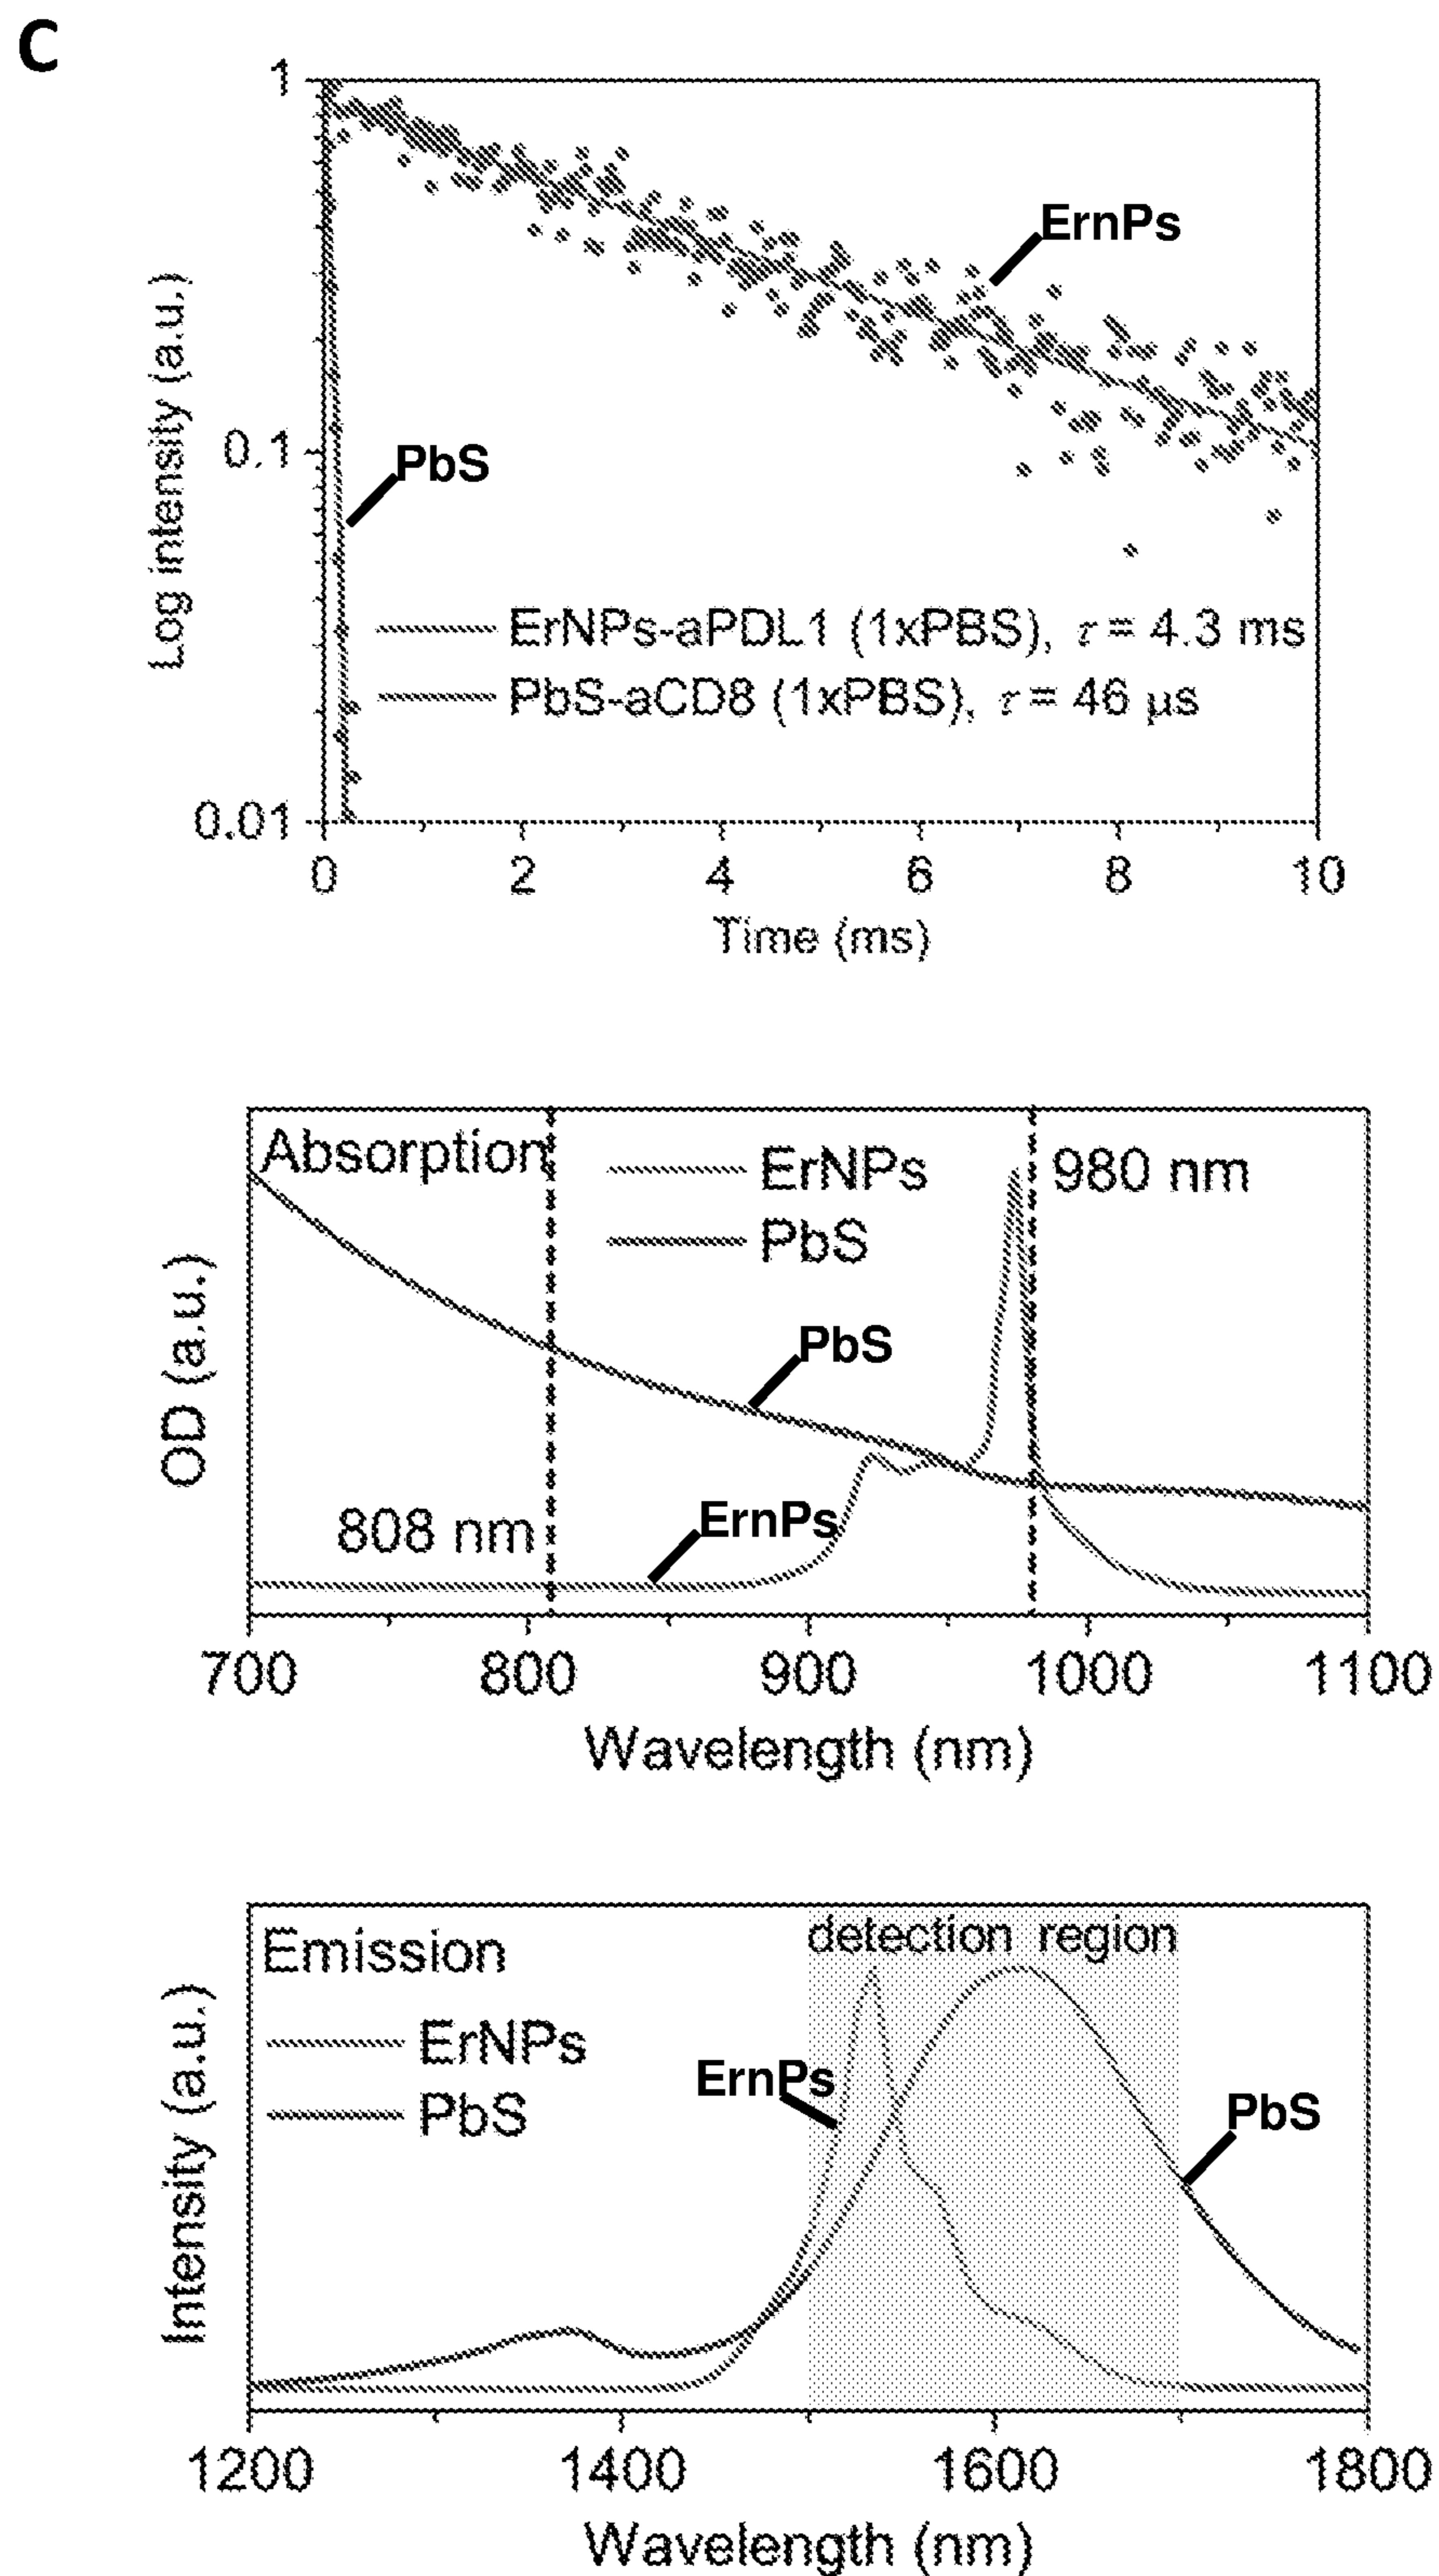 C
1
ErnPs
Log intensity (a.u.)
0.1
PbS
ErNPs-aPDL1 (1xPBS), τ = 4.3 ms
PbS-aCD8 (1xPBS), τ = 46 μs
0.01
0 2 4 6 8 10
Time (ms)
Absorption
ErNPs
980 nm
PbS
OD (a.u.)
PbS
808 nm
ErnPs
700 800 900 1000 1100
Wavelength (nm)
detection region
Emission
ErNPs
PbS
ErnPs
PbS
Intensity (a.u.)
1200 1400 1600 1800
Wavelength (nm)